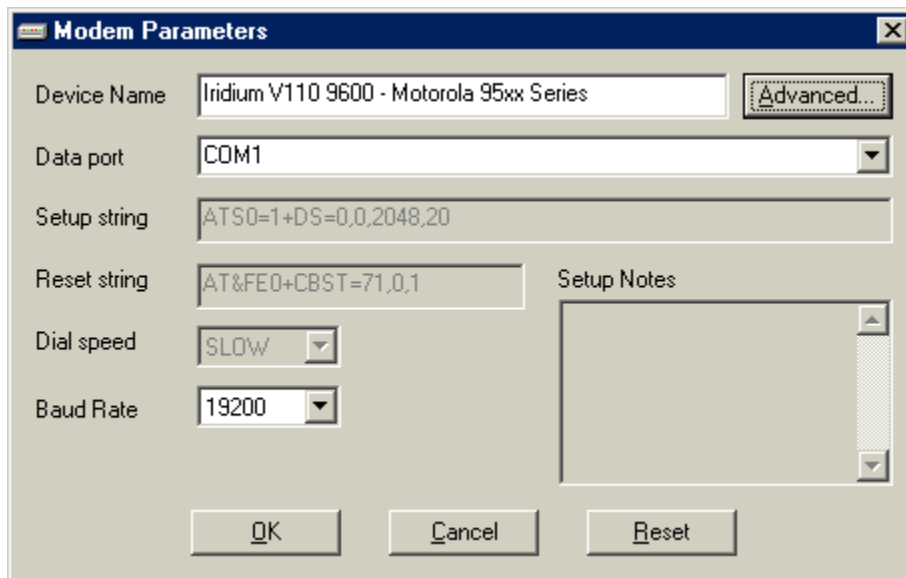 Modem Parameters
Device Name Iridium V110 9600 - Motorola 95xx Series Advanced...
Data port COM1
Setup string ATS0=1+DS=0,0,2048,20
Reset string AT&FE0+CBST=71,0,1 Setup Notes
Dial speed SLOW
Baud Rate 19200
OK Cancel Reset